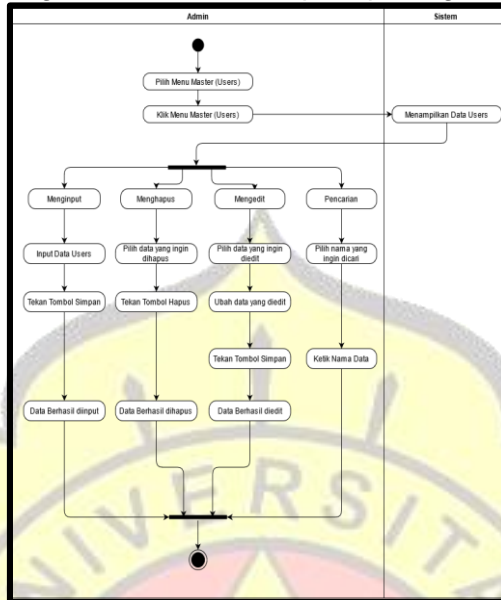 Admin
Sistem
Pilih Menu Master (Users)
Klik Menu Master (Users)
Menampilkan Data Users
Menginput
Menghapus
Mengedit
Pencarian
Input Data Users
Pilih data yang ingin
dihapus
Pilih data yang ingin
diedit
Pilih nama yang
ingin dicari
Tekan Tombol Simpan
Tekan Tombol Hapus
Ubah data yang diedit
Tekan Tombol Simpan
Ketik Nama Data
Data Berhasil diinput
Data Berhasil dihapus
Data Berhasil diedit